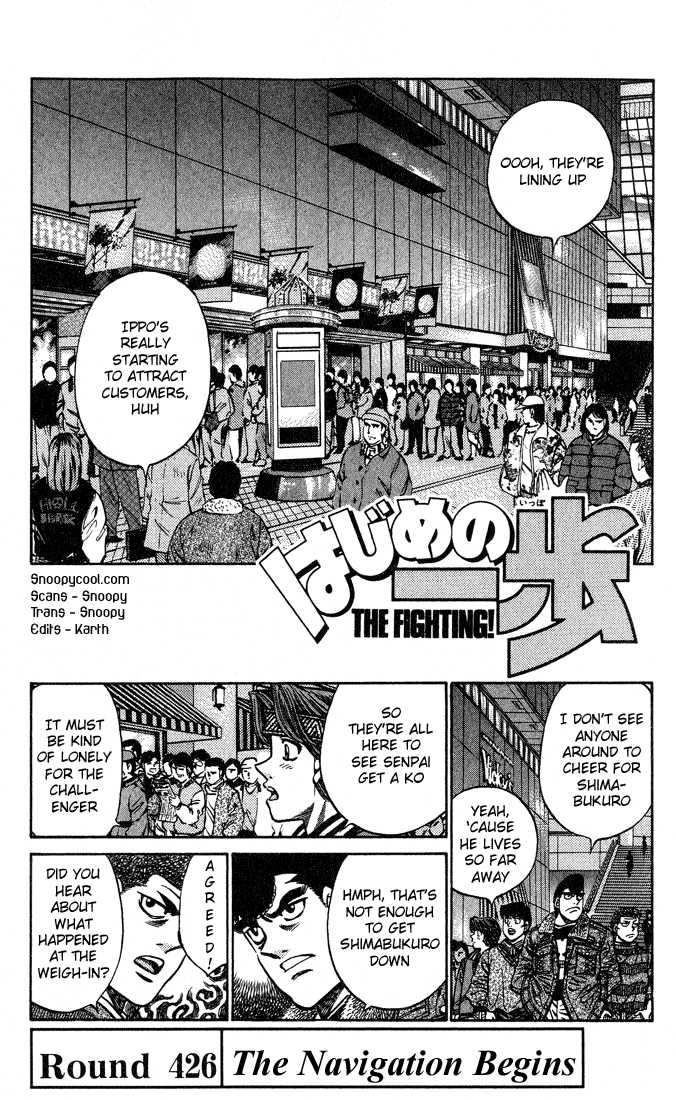 OOOH, THEY'RE
LINING UP
IPPO'S
REALLY
STARTING
TO ATTRACT
CUSTOMERS,
HUH
Snoopycool.com
Scans - Snoopy
Trans - Snoopy
Edits - Karth
はじめの一歩
いっぽ
THE FIGHTING!
I DON'T SEE
ANYONE
AROUND TO
CHEER FOR
SHIMA-
BUKURO
YEAH,
'CAUSE
HE LIVES
SO FAR
AWAY
SO
THEY'RE ALL
HERE TO
SEE SENPAI
GET A KO
IT MUST
BE KIND
OF LONELY
FOR THE
CHALL-
ENGER
HMPH, THAT'S
NOT ENOUGH
TO GET
SHIMABUKURO
DOWN
AGREED!
DID YOU
HEAR
ABOUT
WHAT
HAPPENED
AT THE
WEIGH-IN?
Round 426
The Navigation Begins